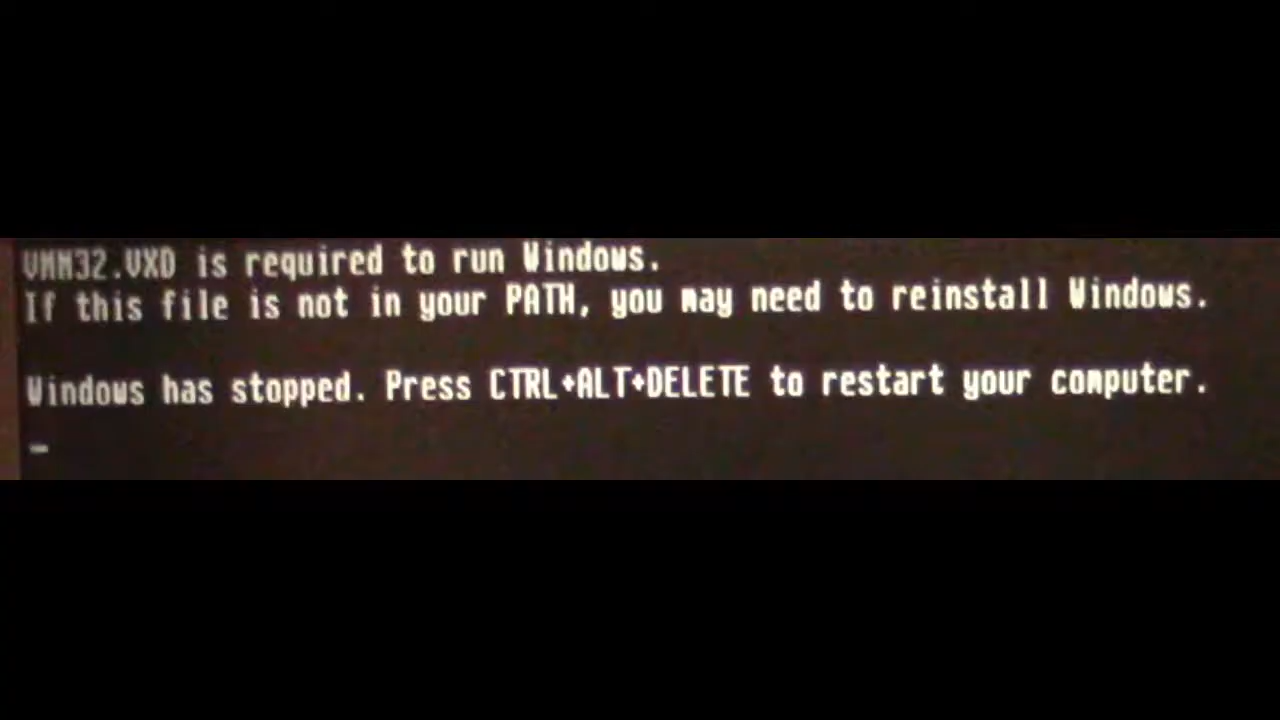 VMM32.VXD is required to run Windows.
If this file is not in your PATH, you may need to reinstall Windows.
Windows has stopped. Press CTRL+ALT+DELETE to restart your computer.